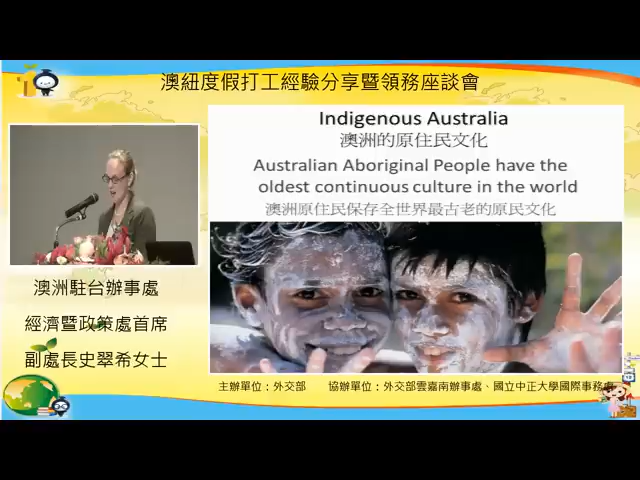 澳紐度假打工經驗分享暨領務座談會
Indigenous Australia
澳洲的原住民文化
Australian Aboriginal People have the
oldest continuous culture in the world
澳洲原住民保存全世界最古老的原民文化
澳洲駐台辦事處
經濟暨政策處首席
副處長史翠希女士
主辦單位：外交部 協辦單位：外交部雲嘉南辦事處、國立中正大學國際事務處